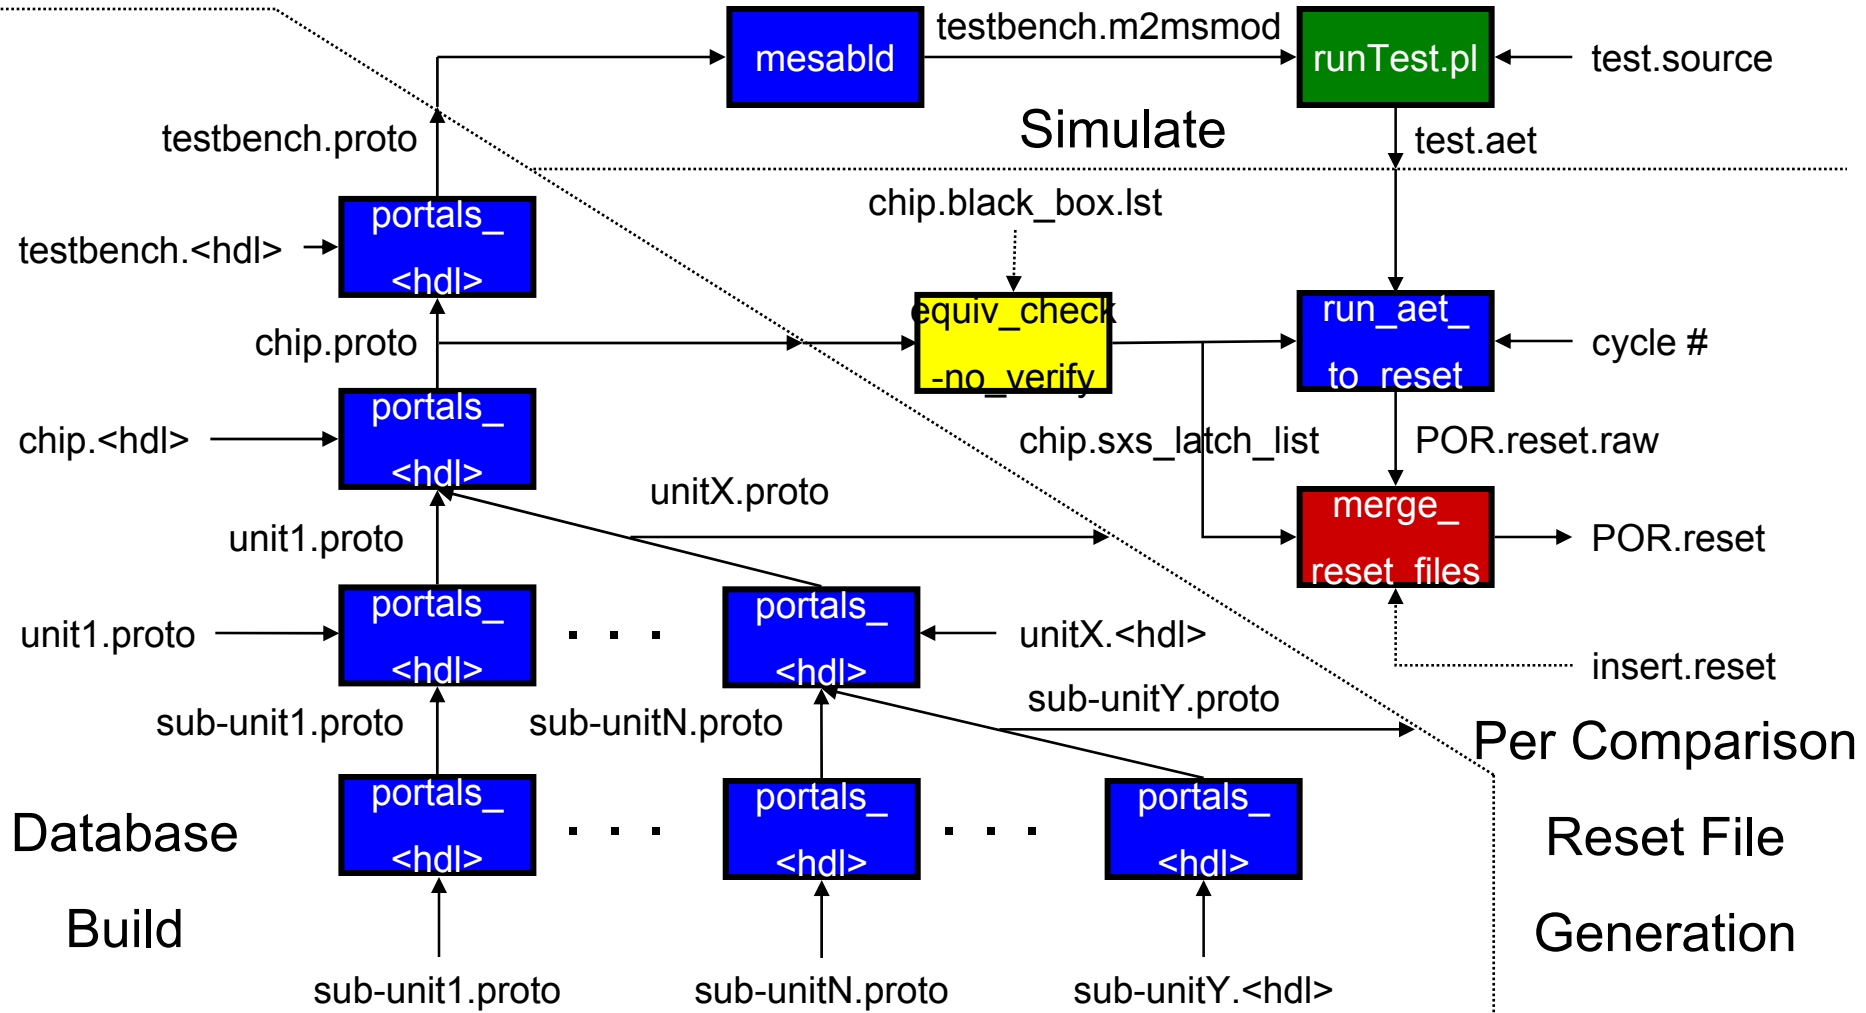 testbench.m2msmod
mesabld
runTest.pl
test.source
Simulate
testbench.proto
test.aet
chip.black_box.lst
portals_
<hdl>
testbench.<hdl>
equiv_check
-no_verify
run_aet_
to_reset
chip.proto
cycle #
portals_
<hdl>
chip.<hdl>
chip.sxs_latch_list
POR.reset.raw
unitX.proto
merge_
reset_files
unit1.proto
POR.reset
portals_
<hdl>
portals_
<hdl>
unit1.proto
unitX.<hdl>
insert.reset
sub-unit1.proto
sub-unitN.proto
sub-unitY.proto
Per Comparison
Reset File
Generation
portals_
<hdl>
portals_
<hdl>
portals_
<hdl>
Database
Build
sub-unit1.proto
sub-unitN.proto
sub-unitY.<hdl>